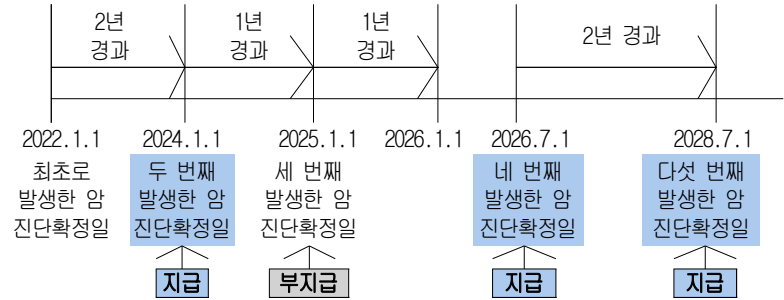 2년
경과
1년
경과
1년
경과
2년 경과
2022.1.1
2024.1.1
2025.1.1
2026.1.1
2026.7.1
2028.7.1
최초로
발생한 암
진단확정일
두 번째
발생한 암
진단확정일
세 번째
발생한 암
진단확정일
네 번째
발생한 암
진단확정일
다섯 번째
발생한 암
진단확정일
지급
부지급
지급
지급